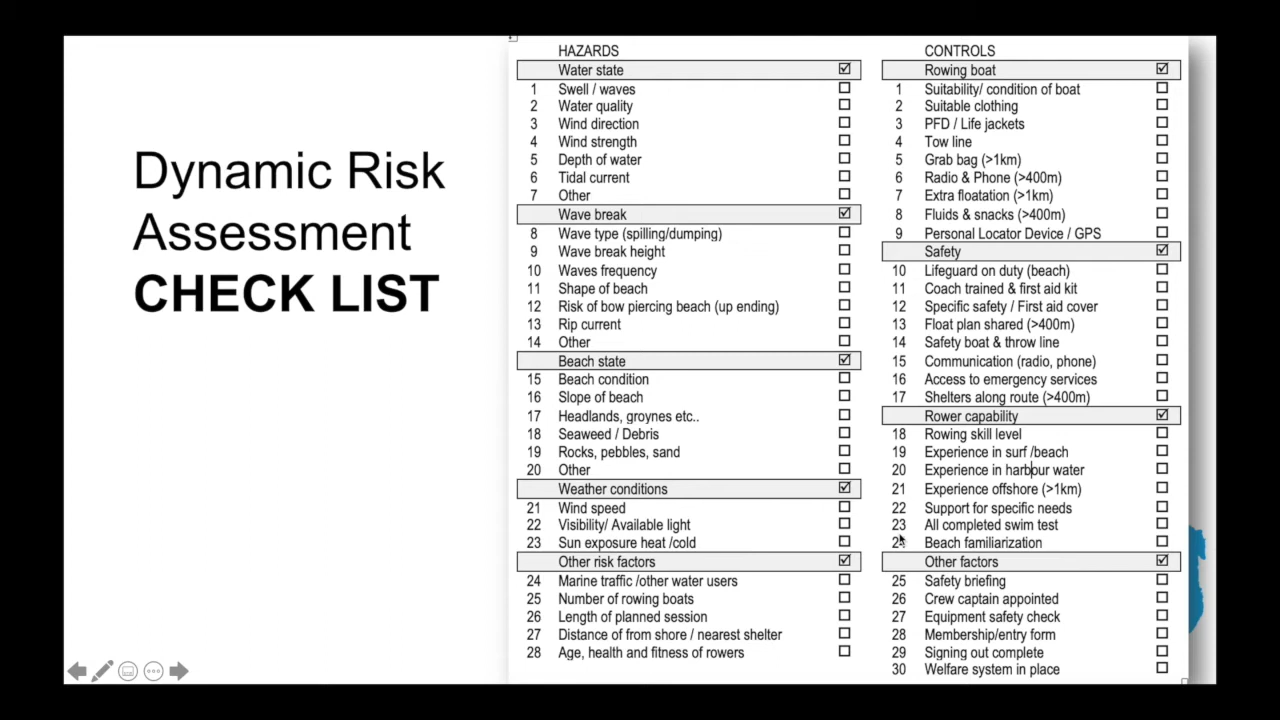 Dynamic Risk
Assessment
CHECK LIST
HAZARDS
Water state
1 Swell / waves
2 Water quality
3 Wind direction
4 Wind strength
5 Depth of water
6 Tidal current
7 Other
Wave break
8 Wave type (spilling/dumping)
9 Wave break height
10 Waves frequency
11 Shape of beach
12 Risk of bow piercing beach (up ending)
13 Rip current
14 Other
Beach state
15 Beach condition
16 Slope of beach
17 Headlands, groynes etc..
18 Seaweed / Debris
19 Rocks, pebbles, sand
20 Other
Weather conditions
21 Wind speed
22 Visibility/ Available light
23 Sun exposure heat /cold
Other risk factors
24 Marine traffic /other water users
25 Number of rowing boats
26 Length of planned session
27 Distance of from shore / nearest shelter
28 Age, health and fitness of rowers
CONTROLS
Rowing boat
1 Suitability/ condition of boat
2 Suitable clothing
3 PFD / Life jackets
4 Tow line
5 Grab bag (>1km)
6 Radio & Phone (>400m)
7 Extra floatation (>1km)
8 Fluids & snacks (>400m)
9 Personal Locator Device / GPS
Safety
10 Lifeguard on duty (beach)
11 Coach trained & first aid kit
12 Specific safety / First aid cover
13 Float plan shared (>400m)
14 Safety boat & throw line
15 Communication (radio, phone)
16 Access to emergency services
17 Shelters along route (>400m)
Rower capability
18 Rowing skill level
19 Experience in surf /beach
20 Experience in harbour water
21 Experience offshore (>1km)
22 Support for specific needs
23 All completed swim test
24 Beach familiarization
Other factors
25 Safety briefing
26 Crew captain appointed
27 Equipment safety check
28 Membership/entry form
29 Signing out complete
30 Welfare system in place